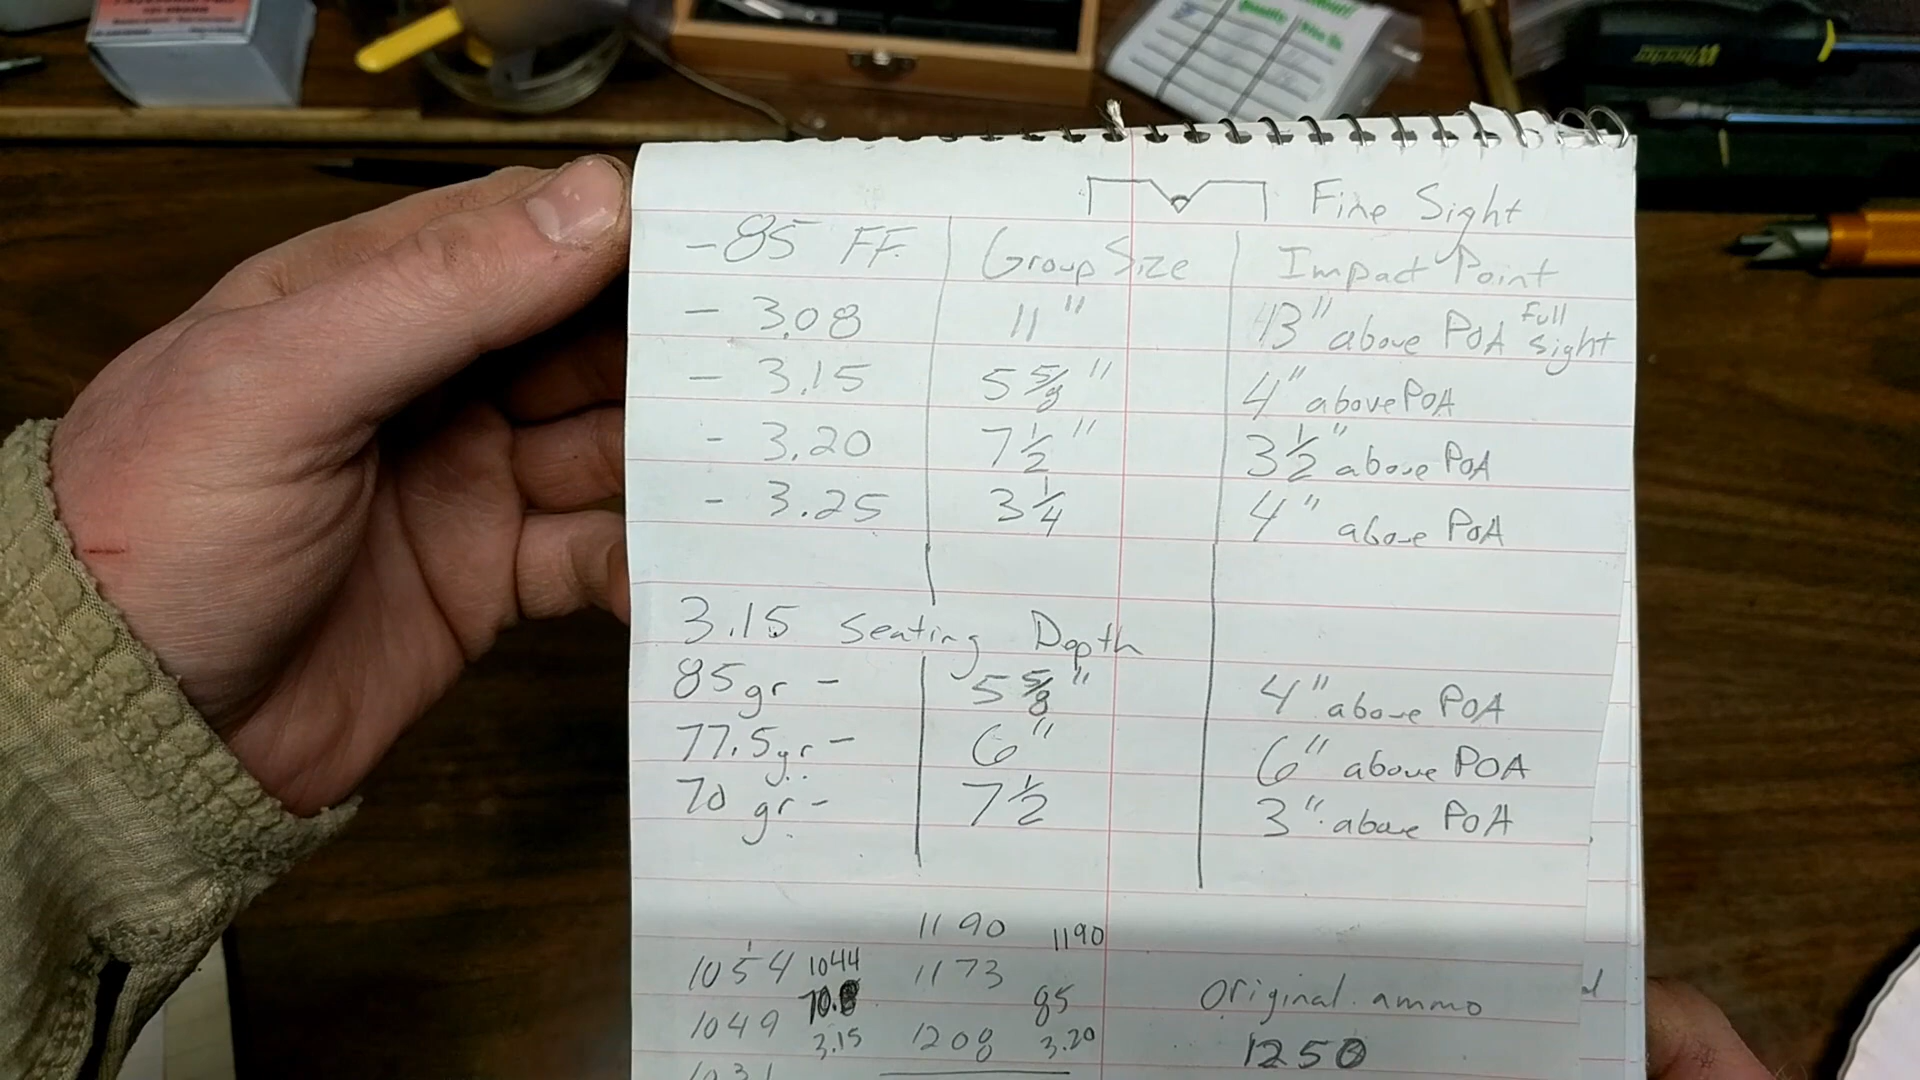 Wheeler
Fine Sight
- 85 FF. Group Size Impact Point
- 3.08 11" 43" above POA Full Sight
- 3.15 5 5/8" 4" above POA
- 3.20 7 1/2" 3 1/2" above POA
- 3.25 3 1/4 4" above POA
3.15 Seating Depth
85gr - 5 5/8" 4" above POA
77.5gr - 6" 6" above POA
70 gr - 7 1/2 3" above POA
1190 1190
1054 1044 1173
70.0 85 Original ammo
1049 3.15 1208 3.20 1250
1031